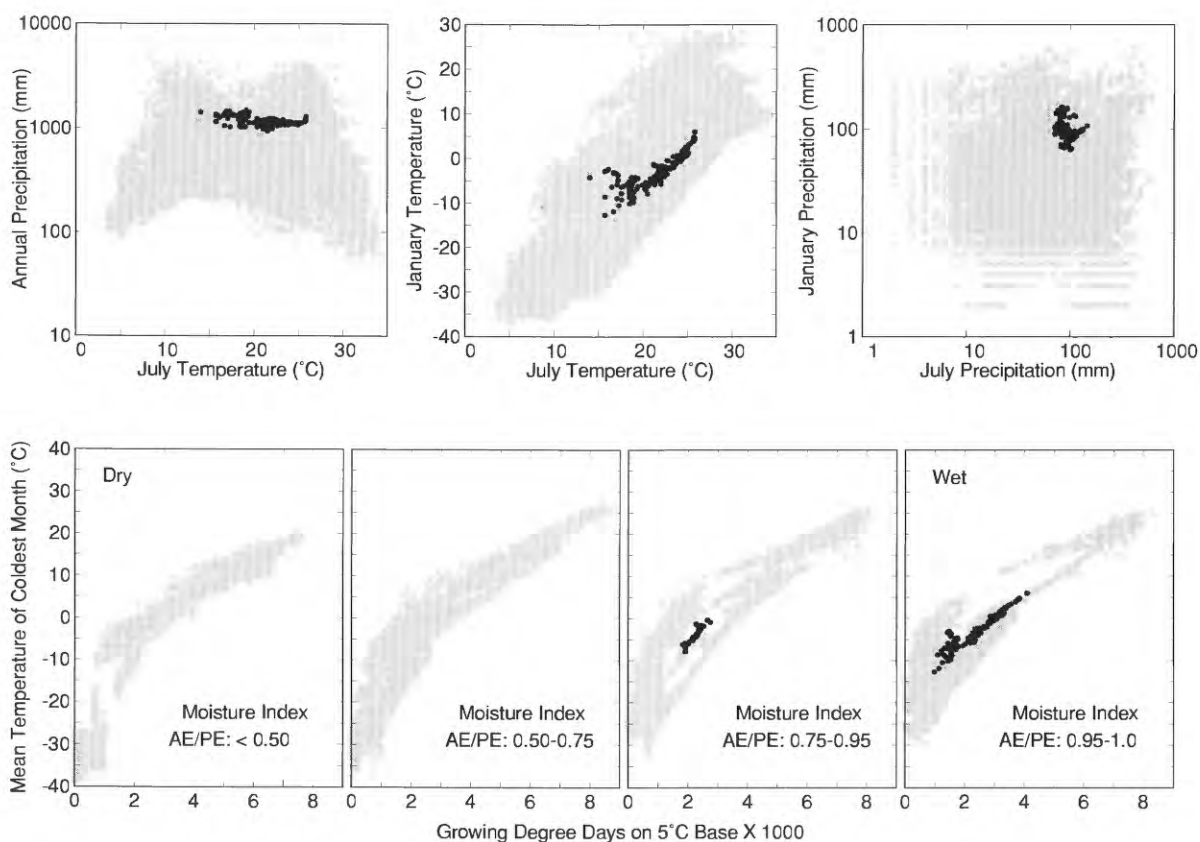 10000
1000
100
10
Annual Precipitation (mm)
0 10 20 30
July Temperature (°C)
30
20
10
0
-10
-20
-30
-40
January Temperature (°C)
0 10 20 30
July Temperature (°C)
1000
100
10
1
January Precipitation (mm)
1 10 100 1000
July Precipitation (mm)
Mean Temperature of Coldest Month (°C)
40
30
20
10
0
-10
-20
-30
-40
Dry
Moisture Index
AE/PE: < 0.50
0 2 4 6 8
Moisture Index
AE/PE: 0.50-0.75
0 2 4 6 8
Moisture Index
AE/PE: 0.75-0.95
0 2 4 6 8
Wet
Moisture Index
AE/PE: 0.95-1.0
0 2 4 6 8
Growing Degree Days on 5°C Base X 1000